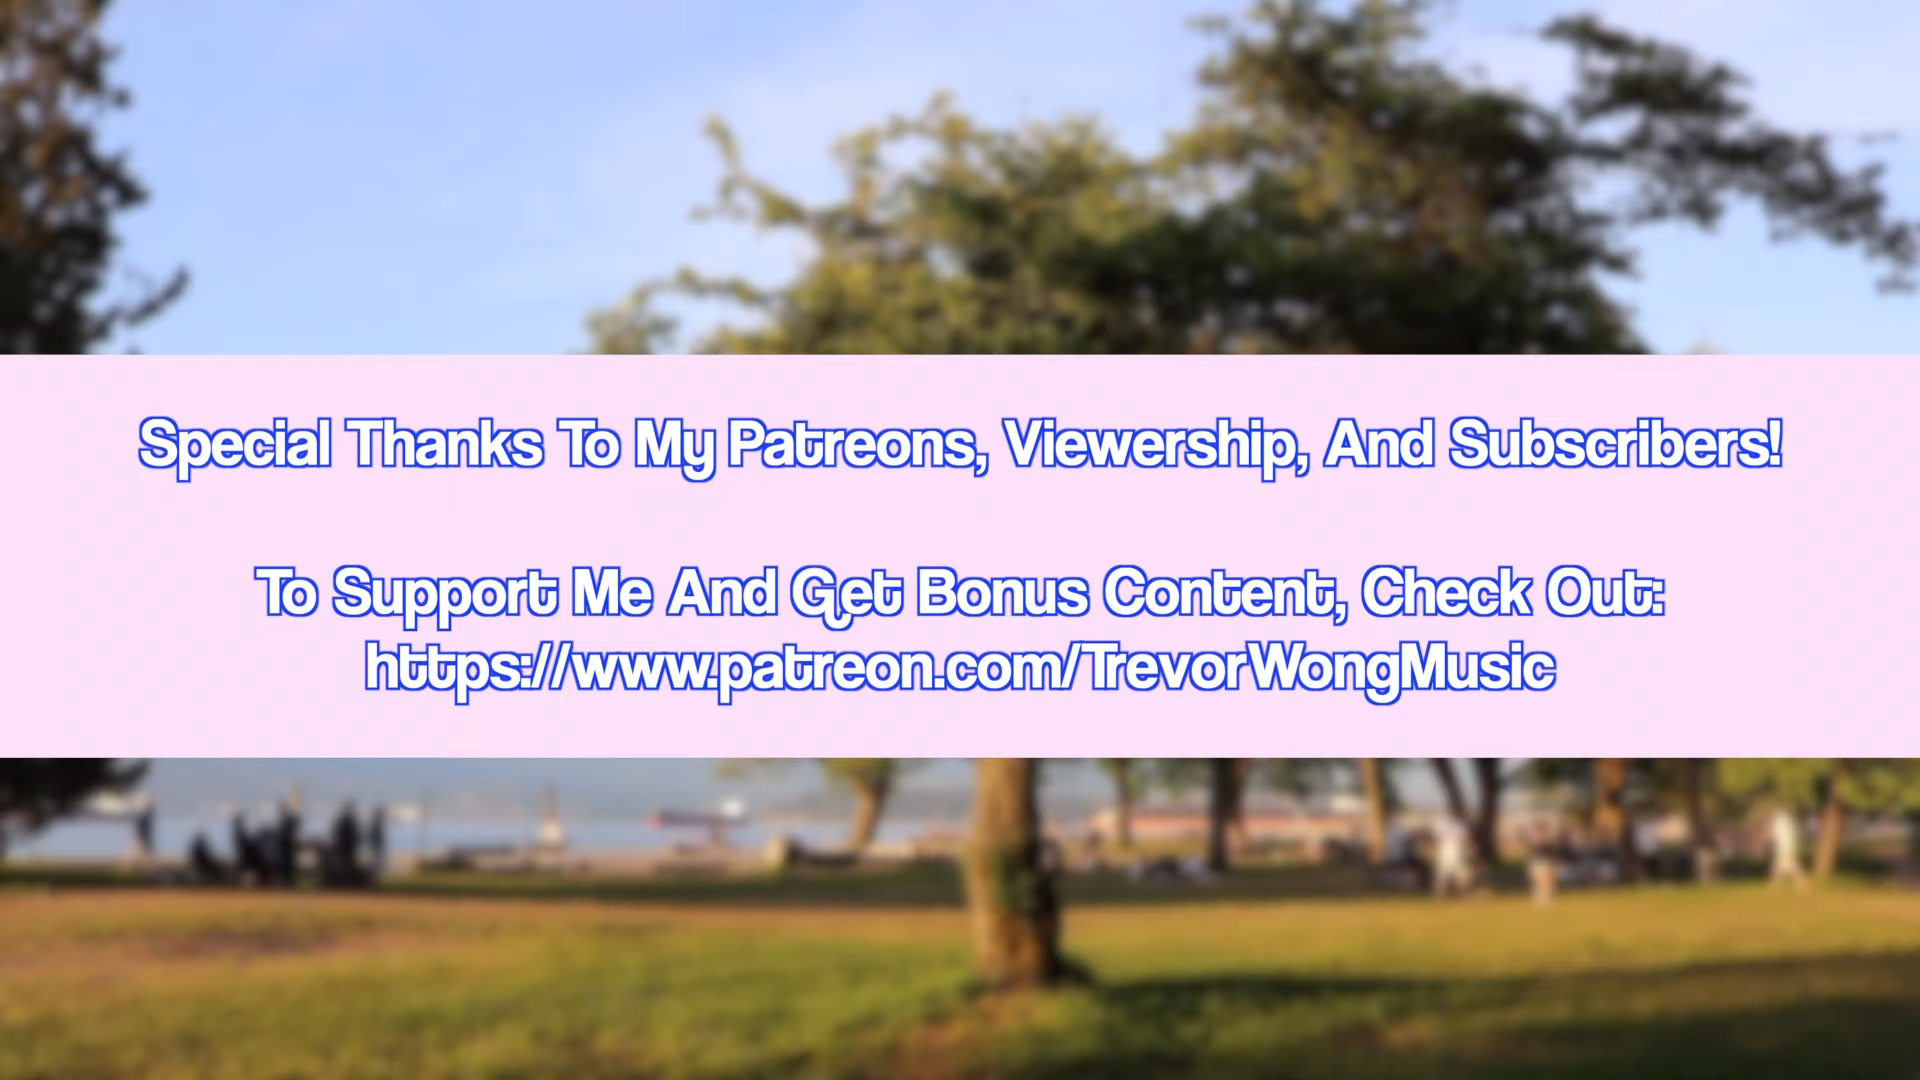 Special Thanks To My Patreons, Viewership, And Subscribers!
To Support Me And Get Bonus Content, Check Out:
https://www.patreon.com/TrevorWongMusic